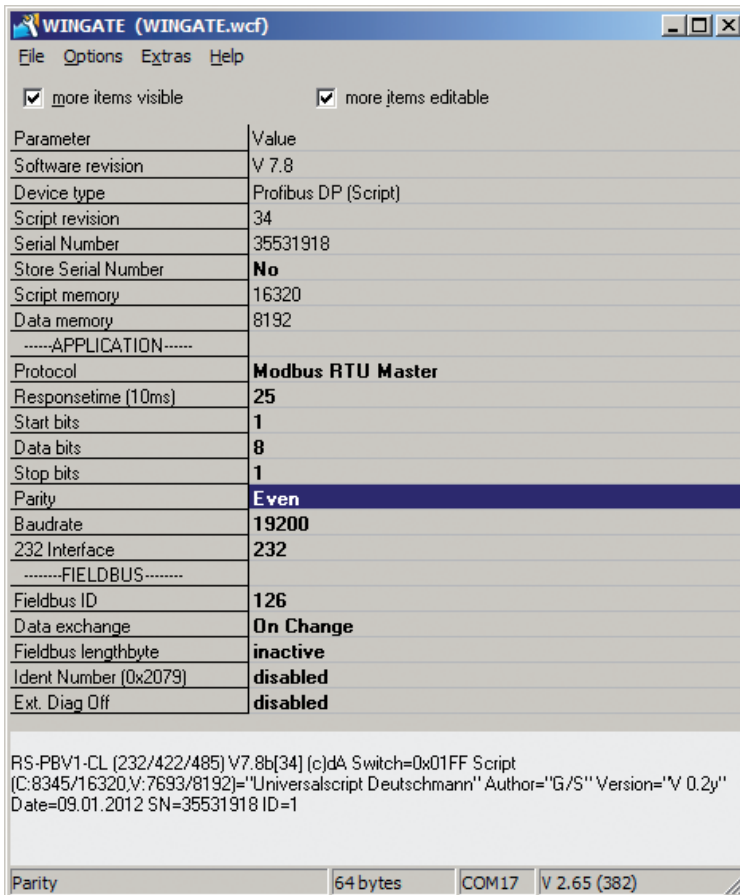 WINGATE (WINGATE.wcf)
File Options Extras Help
more items visible more items editable
Parameter Value
Software revision V 7.8
Device type Profibus DP (Script)
Script revision 34
Serial Number 35531918
Store Serial Number No
Script memory 16320
Data memory 8192
------APPLICATION------
Protocol Modbus RTU Master
Responsetime (10ms) 25
Start bits 1
Data bits 8
Stop bits 1
Parity Even
Baudrate 19200
232 Interface 232
--------FIELDBUS--------
Fieldbus ID 126
Data exchange On Change
Fieldbus lengthbyte inactive
Ident Number (0x2079) disabled
Ext. Diag Off disabled
RS-PBV1-CL (232/422/485) V7.8b[34] (c)dA Switch=0x01FF Script
(C:8345/16320,V:7693/8192)="Universalscript Deutschmann" Author="G/S" Version="V 0.2y"
Date=09.01.2012 SN=35531918 ID=1
Parity 64 bytes COM17 V 2.65 (382)